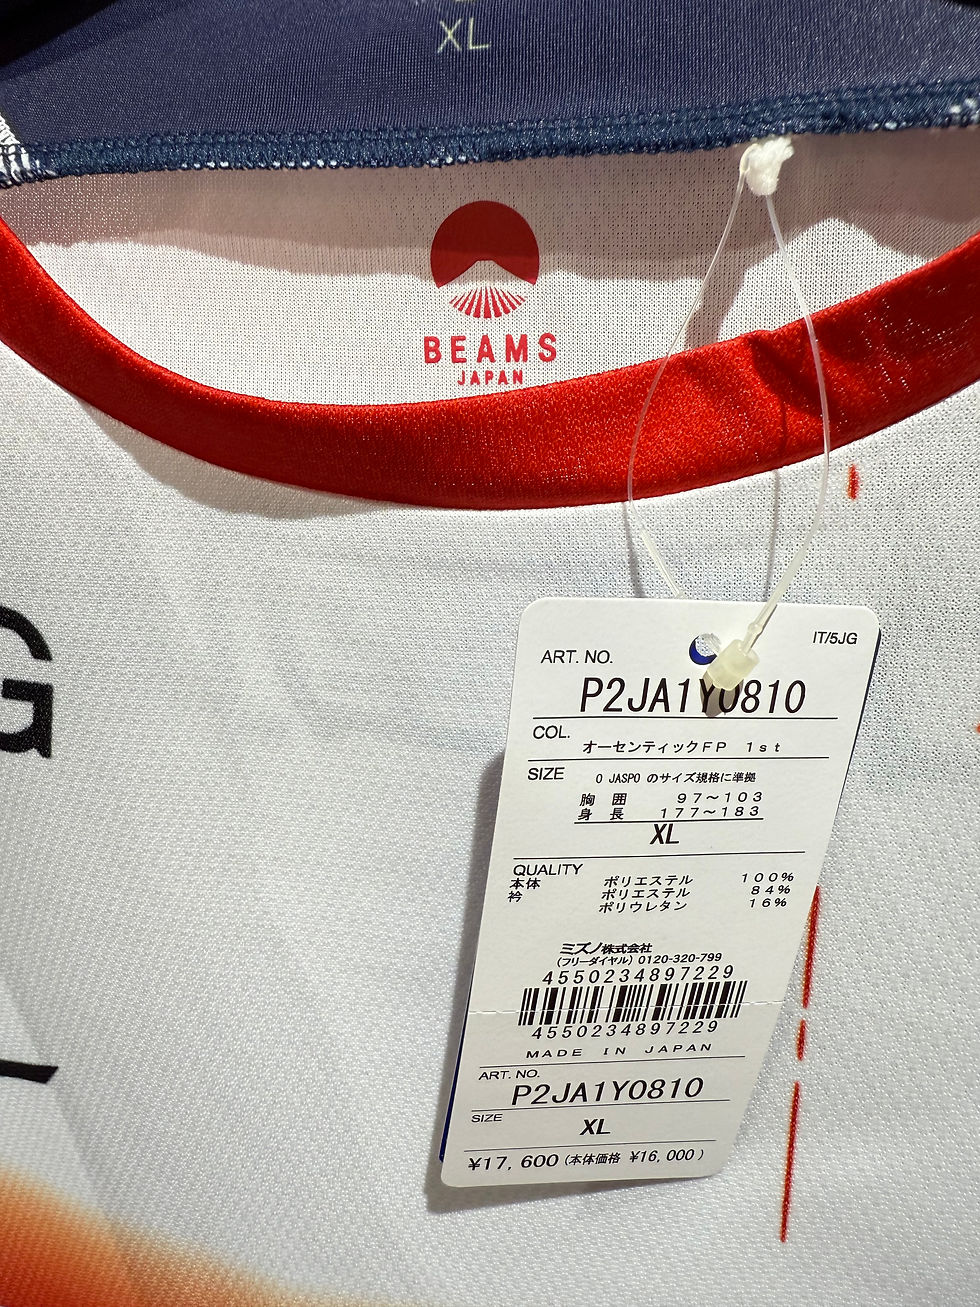 XL
BEAMS
JAPAN
G
IT/5JG
ART. NO.
P2JA1Y0810
COL.
オーセンティックFP 1st
SIZE
O JASPO のサイズ規格に準拠
胸 囲 97~103
身 長 177~183
XL
QUALITY
本体 ポリエステル 100%
衿 ポリエステル 84%
ポリウレタン 16%
ミズノ株式会社
(フリーダイヤル) 0120-320-799
4550234897229
4550234897229
MADE IN JAPAN
ART. NO.
P2JA1Y0810
SIZE
XL
¥17,600 (本体価格 ¥16,000)